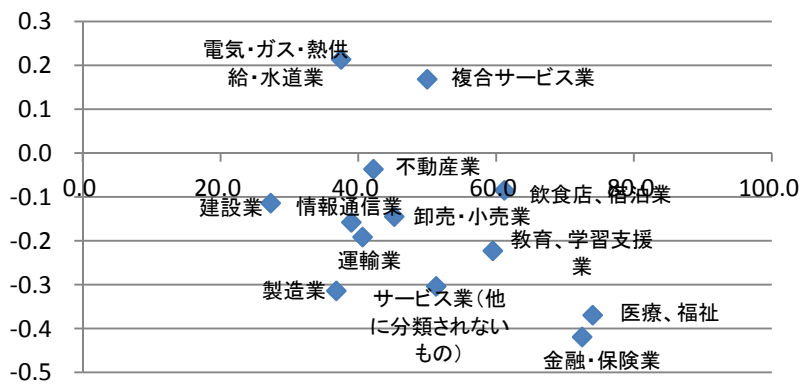 0.3
電気・ガス・熱供
0.2
給・水道業
複合サービス業
0.1
0.0
不動産業
0.0
20.0
40.0
60.0
80.0
100.0
-0.1
建設業
情報通信業
卸売・小売業
飲食店、宿泊業
-0.2
運輸業
教育、学習支援
業
-0.3
製造業
サービス業(他
に分類されない
もの)
医療、福祉
-0.4
金融・保険業
-0.5